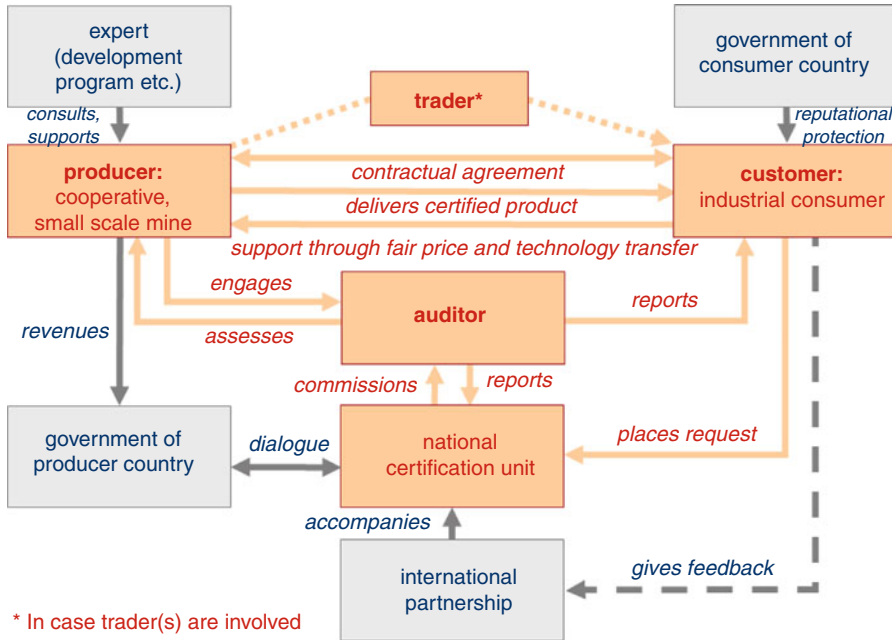 expert
(development
program etc.)
government of
consumer country
trader*
consults,
supports
reputational
protection
producer:
cooperative,
small scale mine
contractual agreement
delivers certified product
support through fair price and technology transfer
customer:
industrial consumer
engages
assesses
auditor
reports
revenues
commissions
reports
government of
producer country
dialogue
national
certification unit
places request
accompanies
international
partnership
gives feedback
* In case trader(s) are involved